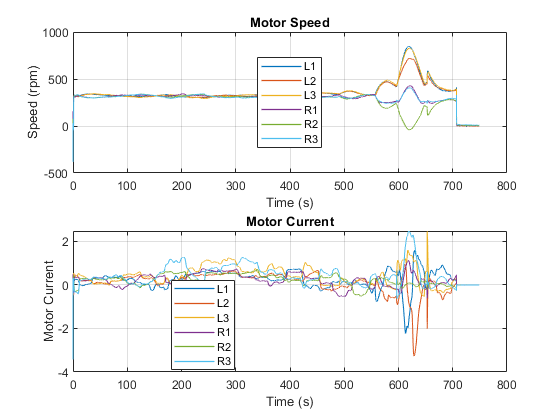 Motor Speed
1000
500
0
-500
Speed (rpm)
L1
L2
L3
R1
R2
R3
0 100 200 300 400 500 600 700 800
Time (s)
Motor Current
2
0
-2
-4
Motor Current
L1
L2
L3
R1
R2
R3
0 100 200 300 400 500 600 700 800
Time (s)